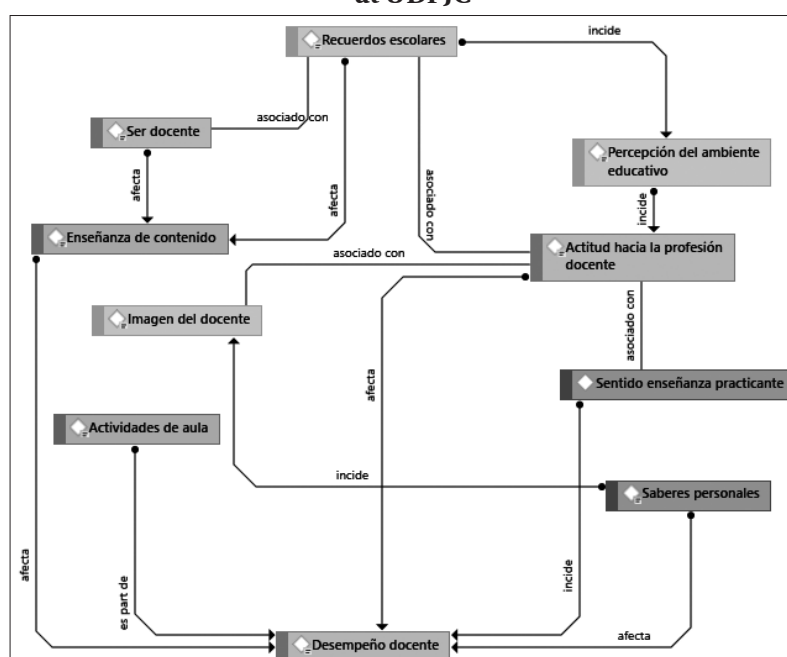 al ODPJC
Recuerdos escolares
incide
asociado con
Ser docente
Percepción del ambiente
educativo
afecta
afecta
asociado con
incide
Enseñanza de contenido
Actitud hacia la profesión
docente
asociado con
Imagen del docente
asociado con
afecta
Sentido enseñanza practicante
Actividades de aula
incide
Saberes personales
afecta
es part de
incide
afecta
Desempeño docente